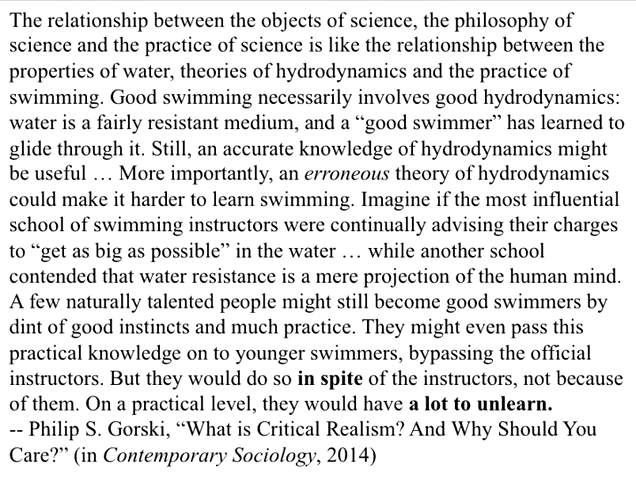 The relationship between the objects of science, the philosophy of
science and the practice of science is like the relationship between the
properties of water, theories of hydrodynamics and the practice of
swimming. Good swimming necessarily involves good hydrodynamics:
water is a fairly resistant medium, and a “good swimmer” has learned to
glide through it. Still, an accurate knowledge of hydrodynamics might
be useful … More importantly, an erroneous theory of hydrodynamics
could make it harder to learn swimming. Imagine if the most influential
school of swimming instructors were continually advising their charges
to “get as big as possible” in the water … while another school
contended that water resistance is a mere projection of the human mind.
A few naturally talented people might still become good swimmers by
dint of good instincts and much practice. They might even pass this
practical knowledge on to younger swimmers, bypassing the official
instructors. But they would do so in spite of the instructors, not because
of them. On a practical level, they would have a lot to unlearn.
-- Philip S. Gorski, “What is Critical Realism? And Why Should You
Care?” (in Contemporary Sociology, 2014)